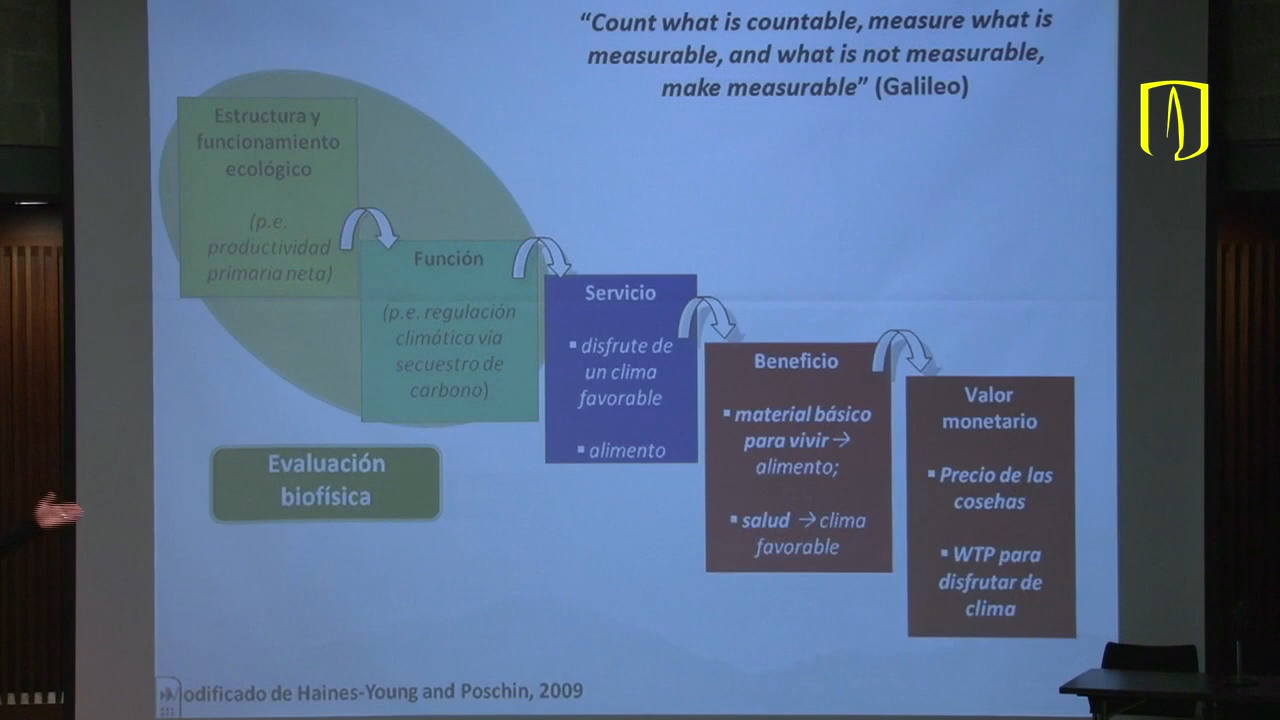 “Count what is countable, measure what is
measurable, and what is not measurable,
make measurable” (Galileo)
Estructura y
funcionamiento
ecológico
(p.e.
productividad
primaria neta)
Función
(p.e. regulación
climática vía
secuestro de
carbono)
Servicio
▪ disfrute de
un clima
favorable
▪ alimento
Beneficio
▪ material básico
para vivir →
alimento;
▪ salud → clima
favorable
Valor
monetario
▪ Precio de las
cosehas
▪ WTP para
disfrutar de
clima
Evaluación
biofísica
Modificado de Haines-Young and Poschin, 2009